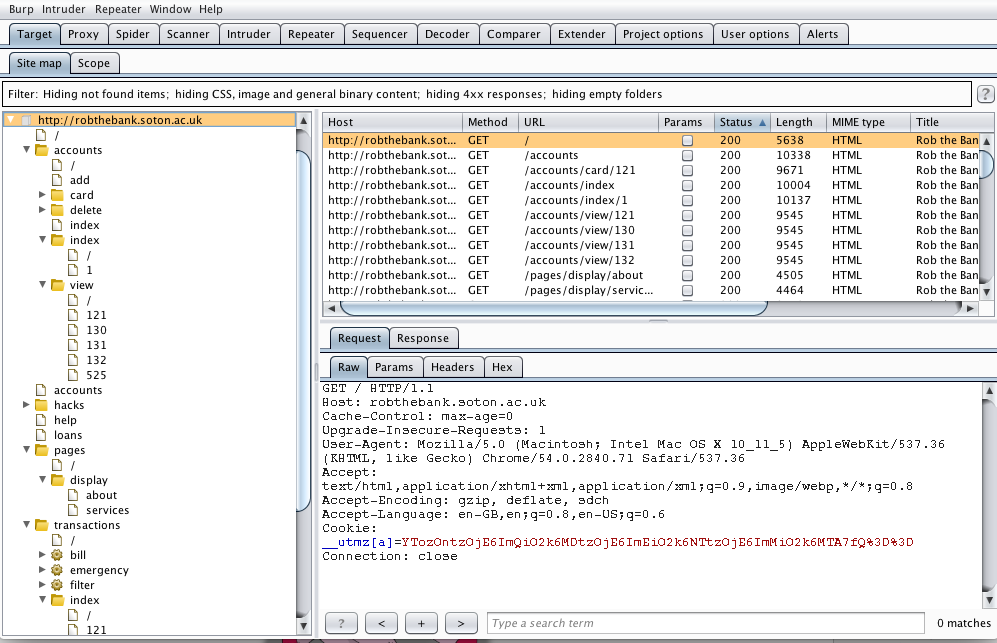 Burp Intruder Repeater Window Help
Target Proxy Spider Scanner Intruder Repeater Sequencer Decoder Comparer Extender Project options User options Alerts
Site map Scope
Filter: Hiding not found items; hiding CSS, image and general binary content; hiding 4xx responses; hiding empty folders ?
http://robthebank.soton.ac.uk
/
accounts
/
add
card
delete
index
index
/
1
view
/
121
130
131
132
525
accounts
hacks
help
loans
pages
/
display
about
services
transactions
/
bill
emergency
filter
index
/
121
Host Method URL Params Status Length MIME type Title
http://robthebank.sot... GET / 200 5638 HTML Rob the Ban
http://robthebank.sot... GET /accounts 200 10338 HTML Rob the Ban
http://robthebank.sot... GET /accounts/card/121 200 9671 HTML Rob the Ban
http://robthebank.sot... GET /accounts/index 200 10004 HTML Rob the Ban
http://robthebank.sot... GET /accounts/index/1 200 10137 HTML Rob the Ban
http://robthebank.sot... GET /accounts/view/121 200 9545 HTML Rob the Ban
http://robthebank.sot... GET /accounts/view/130 200 9545 HTML Rob the Ban
http://robthebank.sot... GET /accounts/view/131 200 9545 HTML Rob the Ban
http://robthebank.sot... GET /accounts/view/132 200 9545 HTML Rob the Ban
http://robthebank.sot... GET /pages/display/about 200 4505 HTML Rob the Ban
http://robthebank.sot... GET /pages/display/servic... 200 4464 HTML Rob the Ban
Request Response
Raw Params Headers Hex
GET / HTTP/1.1
Host: robthebank.soton.ac.uk
Cache-Control: max-age=0
Upgrade-Insecure-Requests: 1
User-Agent: Mozilla/5.0 (Macintosh; Intel Mac OS X 10_11_5) AppleWebKit/537.36
(KHTML, like Gecko) Chrome/54.0.2840.71 Safari/537.36
Accept:
text/html,application/xhtml+xml,application/xml;q=0.9,image/webp,*/*;q=0.8
Accept-Encoding: gzip, deflate, sdch
Accept-Language: en-GB,en;q=0.8,en-US;q=0.6
Cookie:
__utmz[a]=YTozOntzOjE6ImQiO2k6MDtzOjE6ImEiO2k6NTtzOjE6ImMiO2k6MTA7fQ%3D%3D
Connection: close
? < + > Type a search term 0 matches